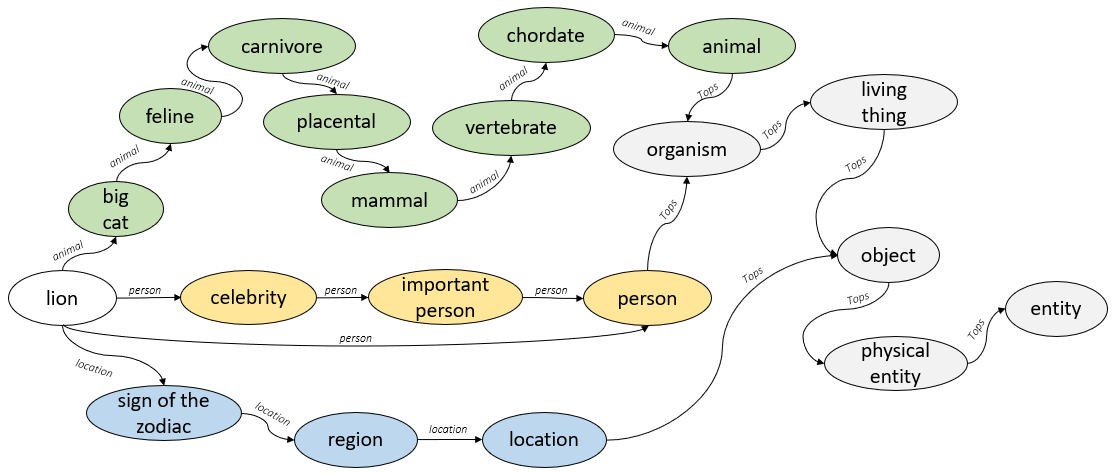 carnivore
chordate
animal
animal
animal
animal
animal
feline
placental
vertebrate
Tops
organism
Tops
living
thing
animal
animal
animal
mammal
Tops
big
cat
animal
Tops
object
lion
person
celebrity
person
important
person
person
person
Tops
Tops
entity
person
Tops
physical
entity
location
sign of the
zodiac
location
region
location
location